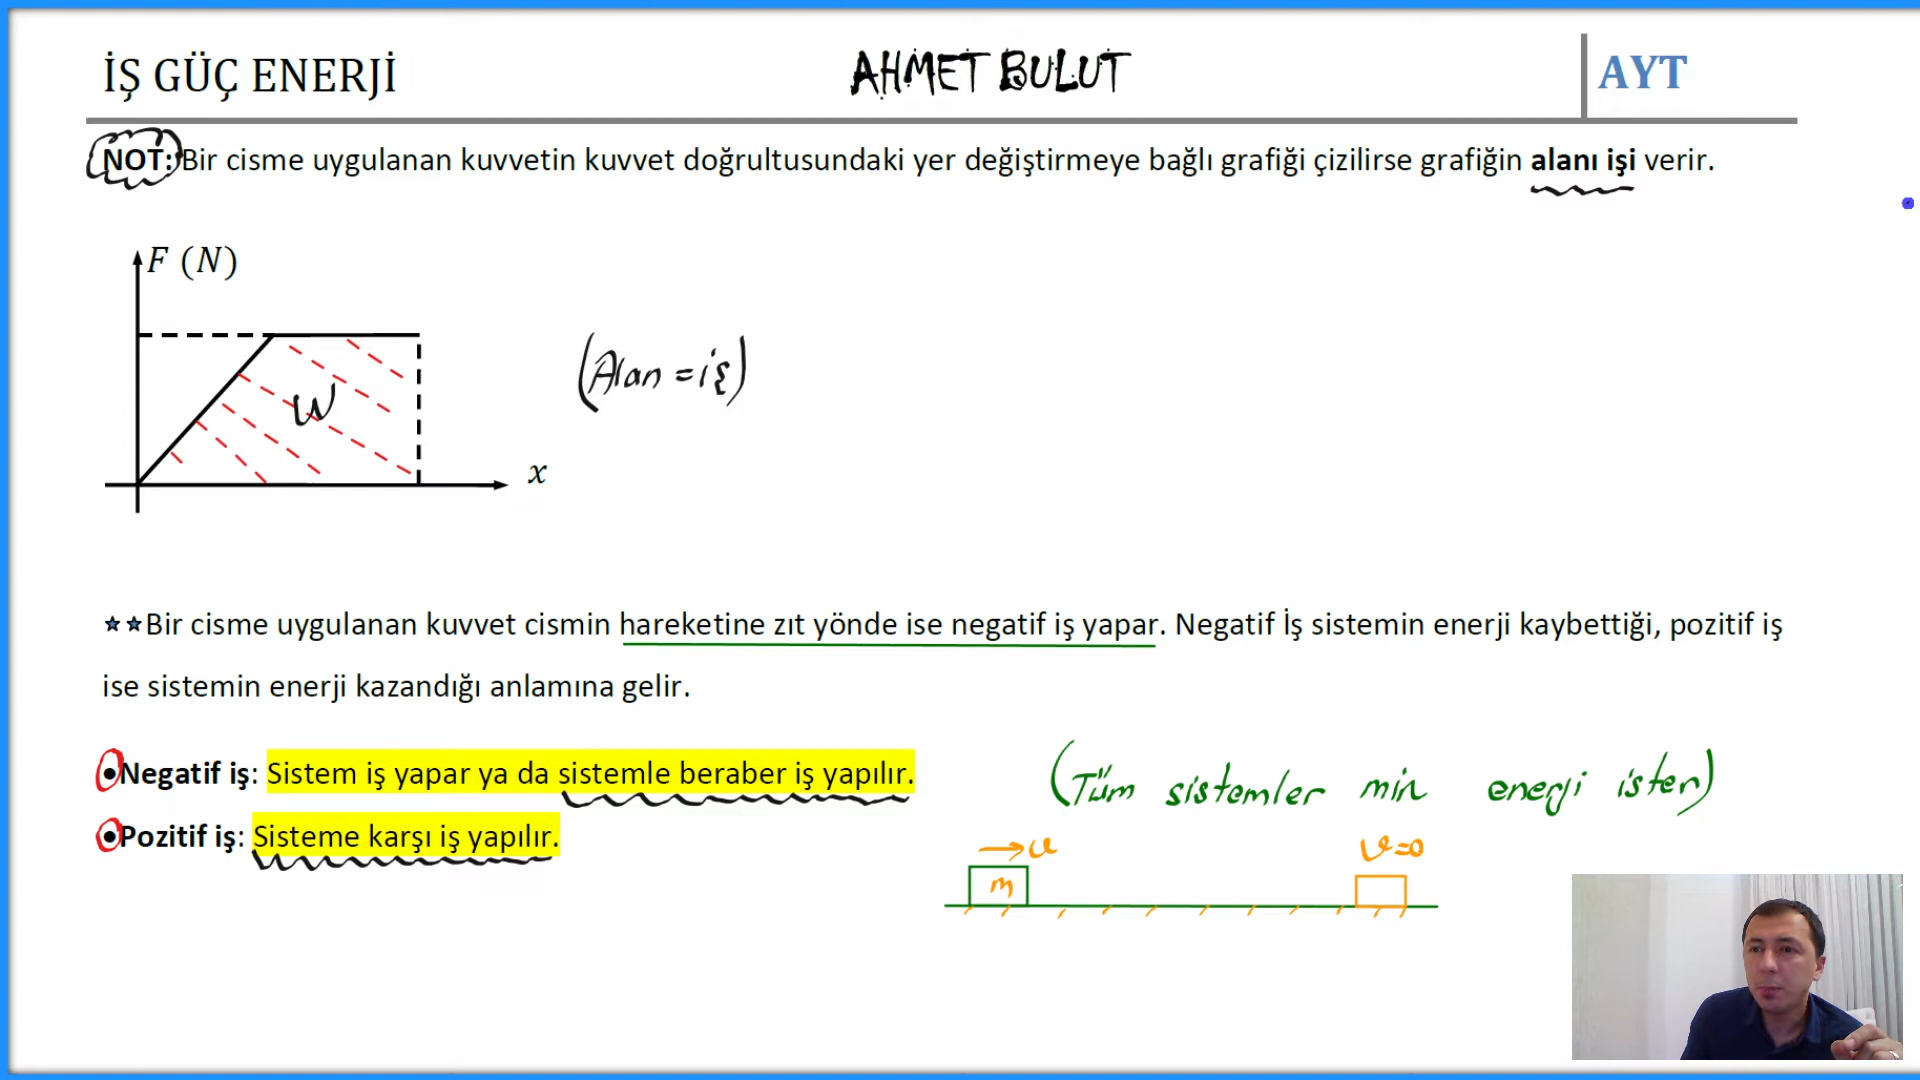 İŞ GÜÇ ENERJİ
AHMET BULUT
AYT
NOT: Bir cisme uygulanan kuvvetin kuvvet doğrultusundaki yer değiştirmeye bağlı grafiği çizilirse grafiğin alanı işi verir.
F (N)
(Alan = iş)
W
x
**Bir cisme uygulanan kuvvet cismin hareketine zıt yönde ise negatif iş yapar. Negatif İş sistemin enerji kaybettiği, pozitif iş
ise sistemin enerji kazandığı anlamına gelir.
•Negatif iş: Sistem iş yapar ya da sistemle beraber iş yapılır.
(Tüm sistemler min enerji ister)
•Pozitif iş: Sisteme karşı iş yapılır.
→v
v=0
m